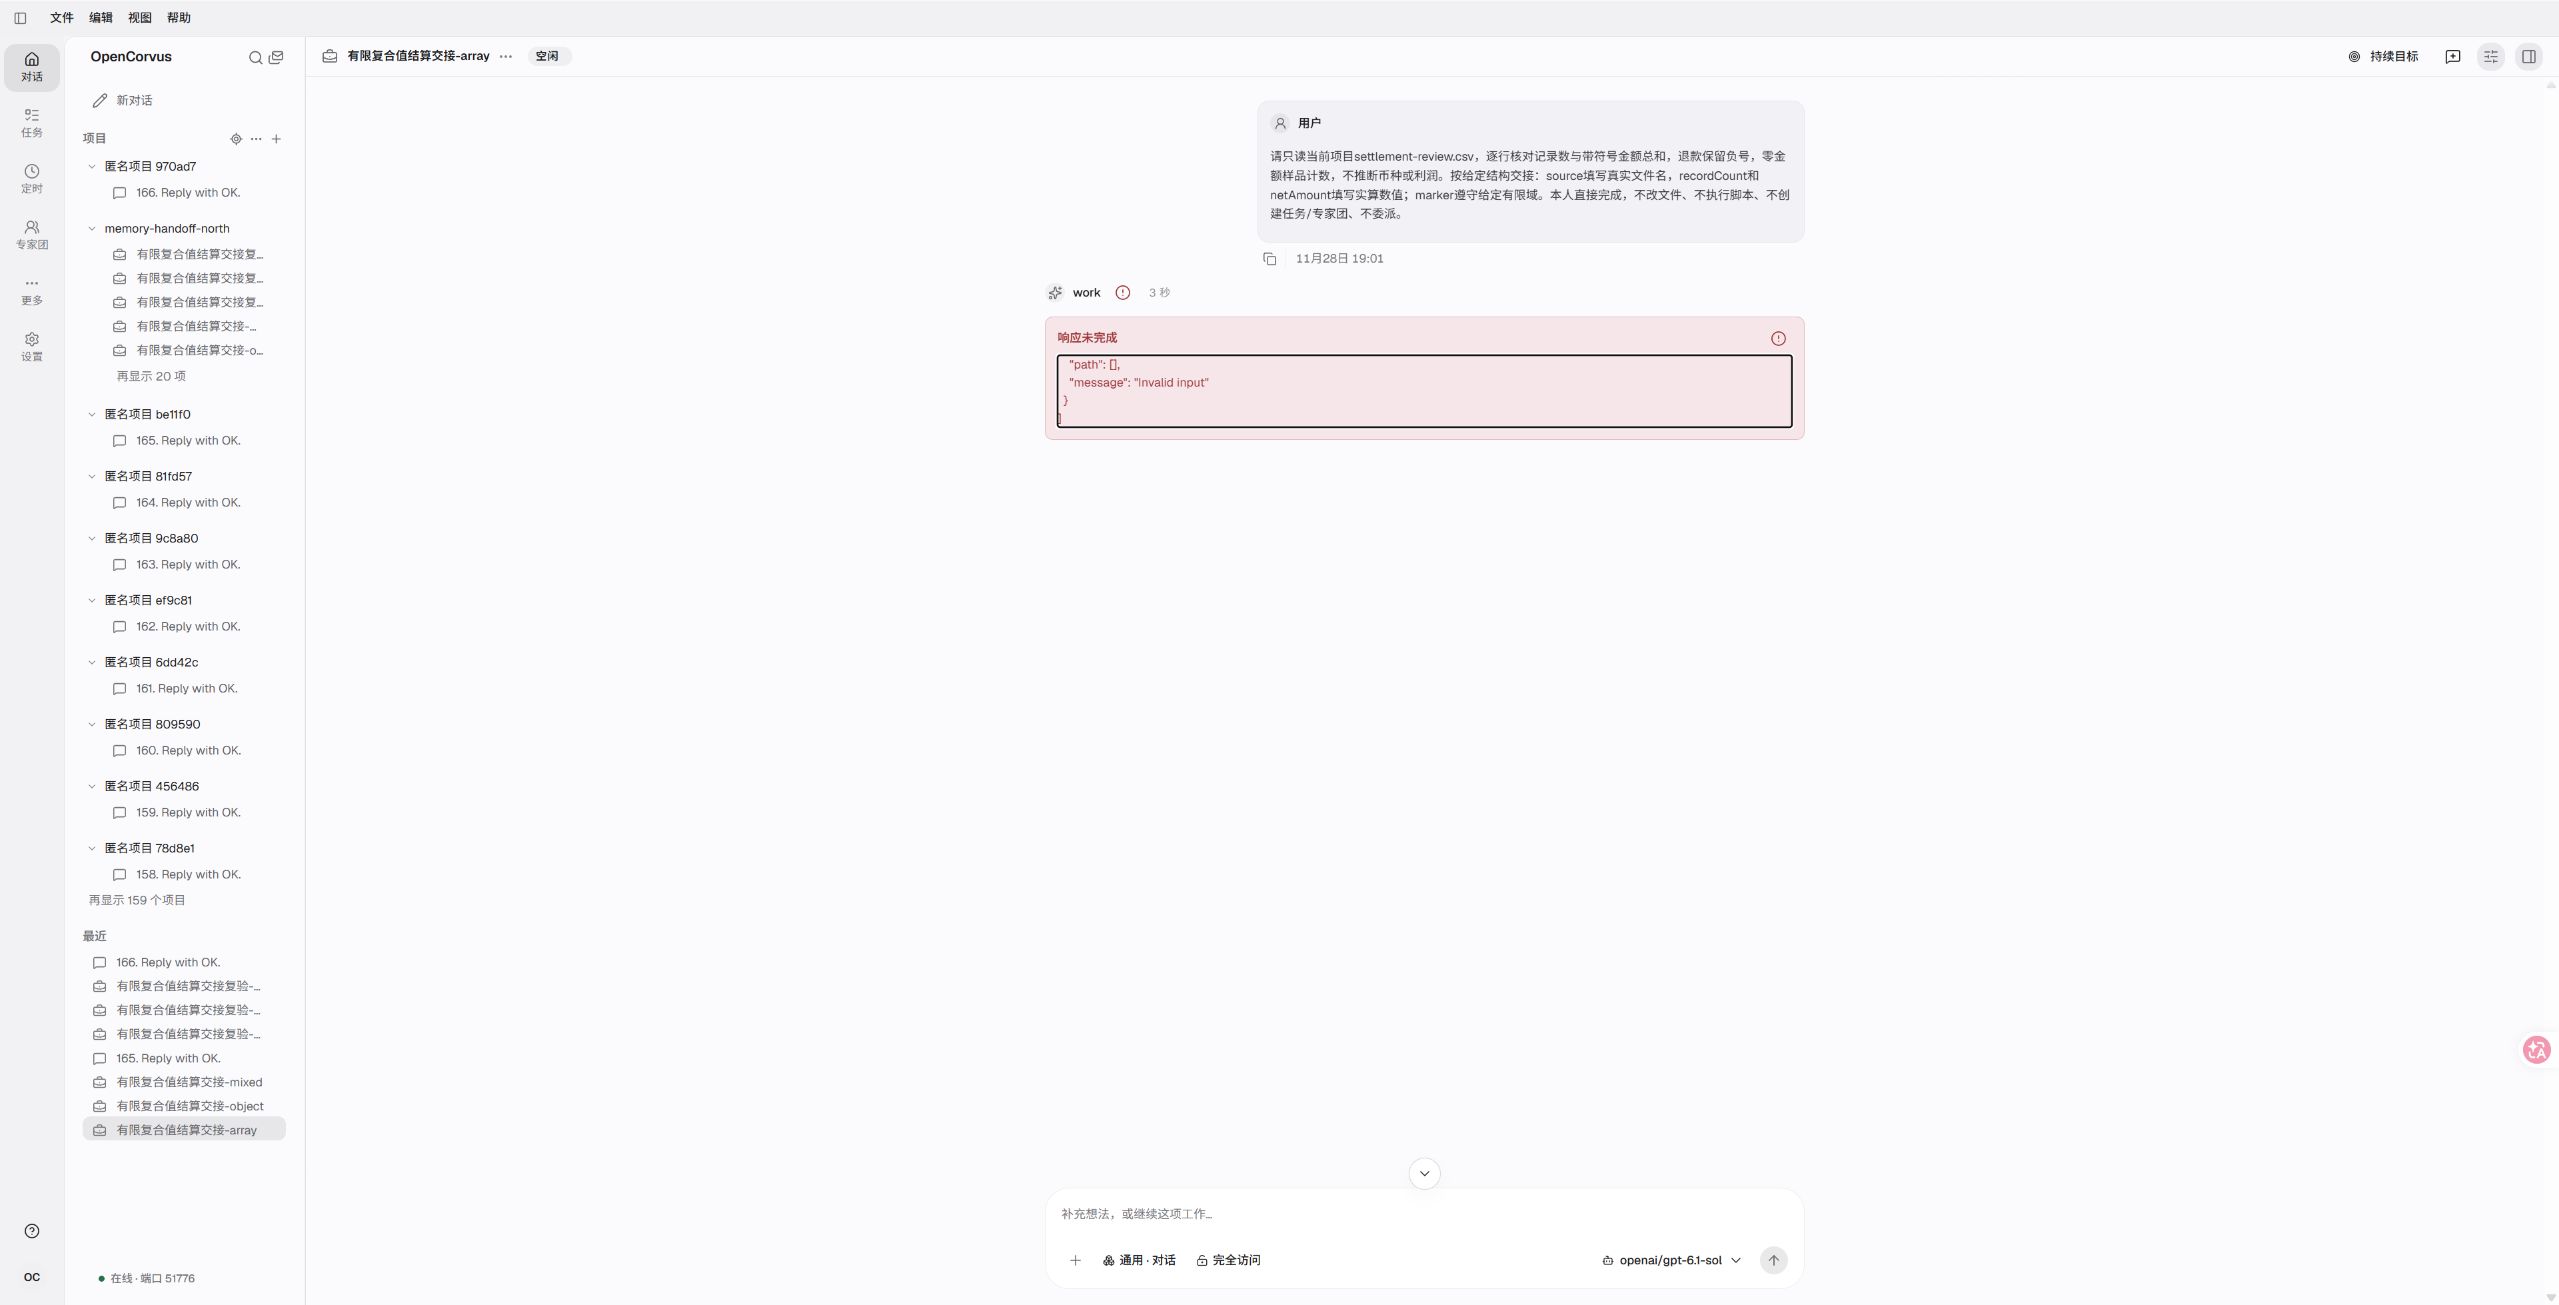 文件 编辑 视图 帮助
对话
任务
定时
专家团
更多
设置
OC
OpenCorvus
新对话
项目
匿名项目 970ad7
166. Reply with OK.
memory-handoff-north
有限复合值结算交接复...
有限复合值结算交接复...
有限复合值结算交接复...
有限复合值结算交接-...
有限复合值结算交接-o...
再显示 20 项
匿名项目 be11f0
165. Reply with OK.
匿名项目 81fd57
164. Reply with OK.
匿名项目 9c8a80
163. Reply with OK.
匿名项目 ef9c81
162. Reply with OK.
匿名项目 6dd42c
161. Reply with OK.
匿名项目 809590
160. Reply with OK.
匿名项目 456486
159. Reply with OK.
匿名项目 78d8e1
158. Reply with OK.
再显示 159 个项目
最近
166. Reply with OK.
有限复合值结算交接复验-...
有限复合值结算交接复验-...
有限复合值结算交接复验-...
165. Reply with OK.
有限复合值结算交接-mixed
有限复合值结算交接-object
有限复合值结算交接-array
在线 · 端口 51776
有限复合值结算交接-array ··· 空闲
持续目标
用户
请只读当前项目settlement-review.csv，逐行核对记录数与带符号金额总和，退款保留负号，零金
额样品计数，不推断币种或利润。按给定结构交接：source填写真实文件名，recordCount和
netAmount填写实算数值；marker遵守给定有限域。本人直接完成，不改文件、不执行脚本、不创
建任务/专家团、不委派。
11月28日 19:01
work 3 秒
响应未完成
"path": [],
"message": "Invalid input"
}
]
补充想法，或继续这项工作...
通用 · 对话 完全访问 openai/gpt-6.1-sol